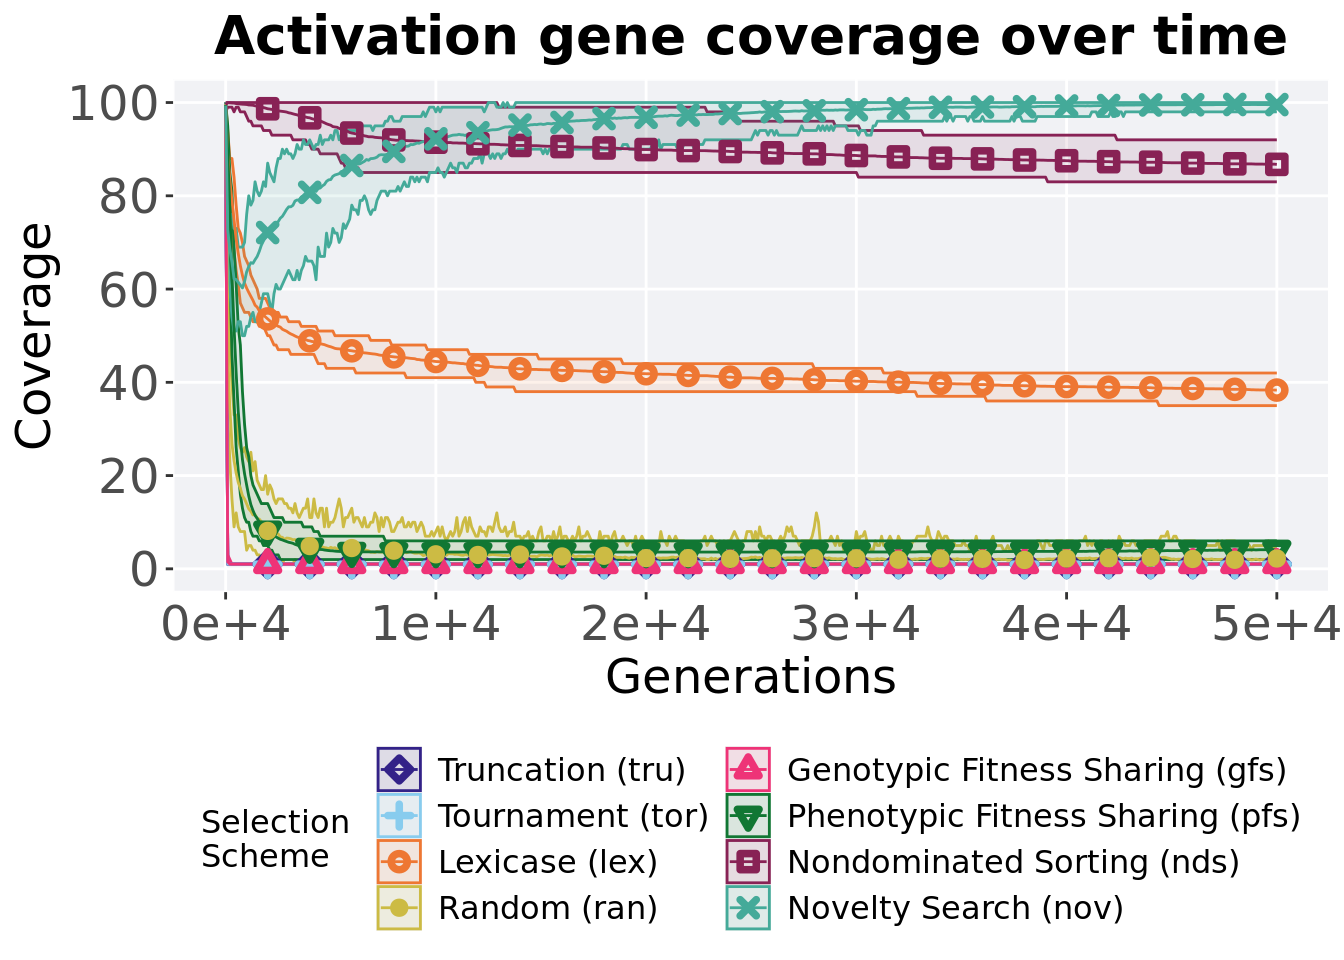 Activation gene coverage over time
Coverage
100
80
60
40
20
0
0e+4 1e+4 2e+4 3e+4 4e+4 5e+4
Generations
Selection
Scheme
Truncation (tru)
Tournament (tor)
Lexicase (lex)
Random (ran)
Genotypic Fitness Sharing (gfs)
Phenotypic Fitness Sharing (pfs)
Nondominated Sorting (nds)
Novelty Search (nov)